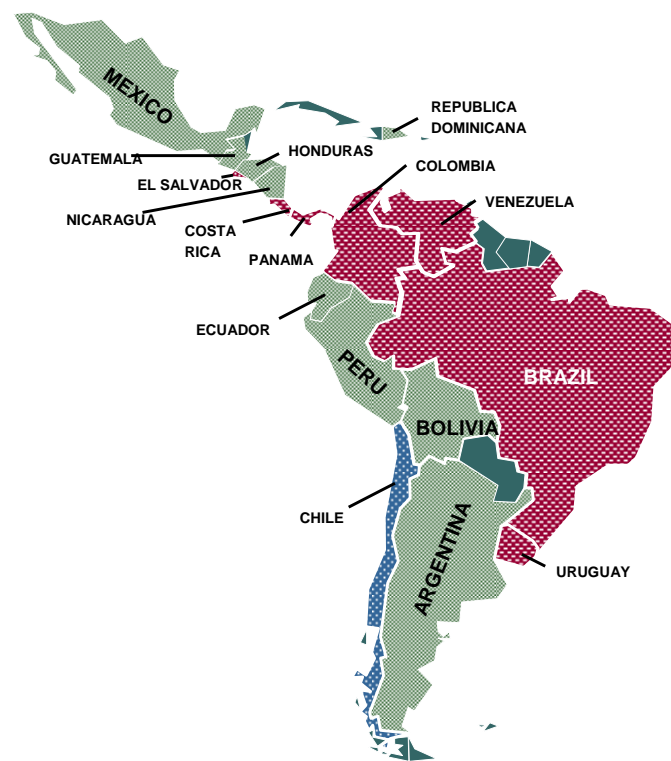 MEXICO
REPUBLICA
DOMINICANA
GUATEMALA
HONDURAS
COLOMBIA
EL SALVADOR
VENEZUELA
NICARAGUA
COSTA
RICA
PANAMA
ECUADOR
PERU
BRAZIL
BOLIVIA
CHILE
ARGENTINA
URUGUAY